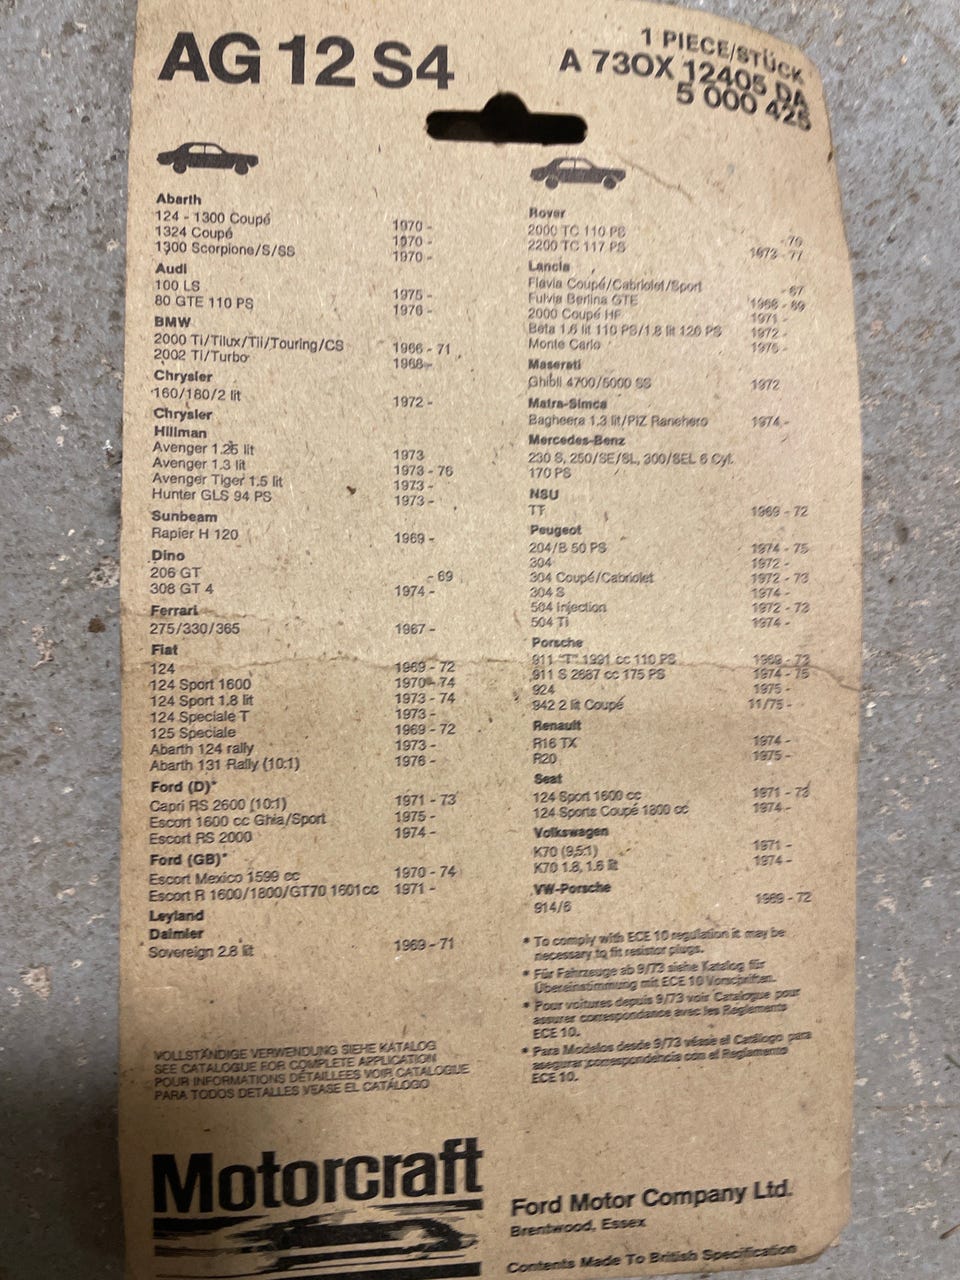 AG 12 S4
1 PIECE/STÜCK
A 730X 12405 DA
5 000 425
Abarth
124 - 1300 Coupé 1970 -
1324 Coupé 1970 -
1300 Scorpione/S/SS 1970 -
Audi
100 LS 1975 -
80 GTE 110 PS 1976 -
BMW
2000 Ti/Tilux/Tii/Touring/CS 1966 - 71
2002 Ti/Turbo 1968 -
Chrysler
160/180/2 lit 1972 -
Chrysler
Hillman
Avenger 1.25 lit 1973
Avenger 1.3 lit 1973 - 76
Avenger Tiger 1.5 lit 1973 -
Hunter GLS 94 PS 1973 -
Sunbeam
Rapier H 120 1969 -
Dino
206 GT - 69
308 GT 4 1974 -
Ferrari
275/330/365 1967 -
Fiat
124 1969 - 72
124 Sport 1600 1970 - 74
124 Sport 1.8 lit 1973 - 74
124 Speciale T 1973 -
125 Speciale 1969 - 72
Abarth 124 rally 1973 -
Abarth 131 Rally (10:1) 1976 -
Ford (D)*
Capri RS 2600 (10:1) 1971 - 73
Escort 1600 cc Ghia/Sport 1975 -
Escort RS 2000 1974 -
Ford (GB)*
Escort Mexico 1599 cc 1970 - 74
Escort R 1600/1800/GT70 1601cc 1971 -
Leyland
Daimler
Sovereign 2.8 lit 1969 - 71
VOLLSTÄNDIGE VERWENDUNG SIEHE KATALOG
SEE CATALOGUE FOR COMPLETE APPLICATION
POUR INFORMATIONS DÉTAILLEES VOIR CATALOGUE
PARA TODOS DETALLES VEASE EL CATÁLOGO
Rover
2000 TC 110 PS - 70
2200 TC 117 PS 1973 - 77
Lancia
Flavia Coupé/Cabriolet/Sport - 67
Fulvia Berlina GTE 1968 - 69
2000 Coupé HF 1971 -
Beta 1.6 lit 110 PS/1.8 lit 120 PS 1972 -
Monte Carlo 1975 -
Maserati
Ghibli 4700/5000 SS 1972
Matra-Simca
Bagheera 1.3 lit/PIZ Ranchero 1974 -
Mercedes-Benz
230 S, 250/SE/SL, 300/SEL 6 Cyl.
170 PS
NSU
TT 1969 - 72
Peugeot
204/B 50 PS 1974 - 75
304 1972 -
304 Coupé/Cabriolet 1972 - 73
304 S 1974 -
504 Injection 1972 - 73
504 Ti 1974 -
Porsche
911 "T" 1991 cc 110 PS 1969 - 73
911 S 2687 cc 175 PS 1974 - 75
924 1975 -
942 2 lit Coupé 11/75 -
Renault
R16 TX 1974 -
R20 1975 -
Seat
124 Sport 1600 cc 1971 - 73
124 Sports Coupé 1800 cc 1974 -
Volkswagen
K70 (9,5:1) 1971 -
K70 1.8, 1.6 lit 1974 -
VW-Porsche
914/6 1969 - 72
* To comply with ECE 10 regulation it may be
necessary to fit resistor plugs.
* Für Fahrzeuge ab 9/73 siehe Katalog für
Übereinstimmung mit ECE 10 Vorschriften.
* Pour voitures depuis 9/73 voir Catalogue pour
assurer correspondance avec les Réglements
ECE 10.
* Para Modelos desde 9/73 véase el Catálogo para
asegurar correspondéncia con el Reglamento
ECE 10.
Motorcraft
Ford Motor Company Ltd.
Brentwood, Essex
Contents Made To British Specification